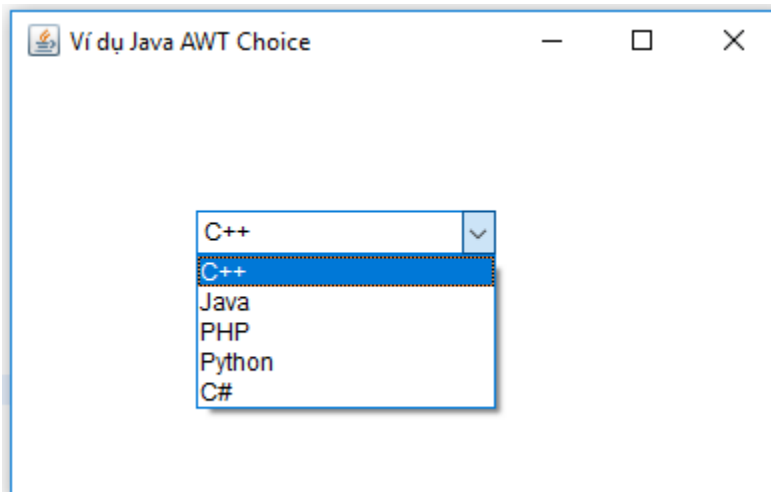 Ví dụ Java AWT Choice
C++
C++
Java
PHP
Python
C#